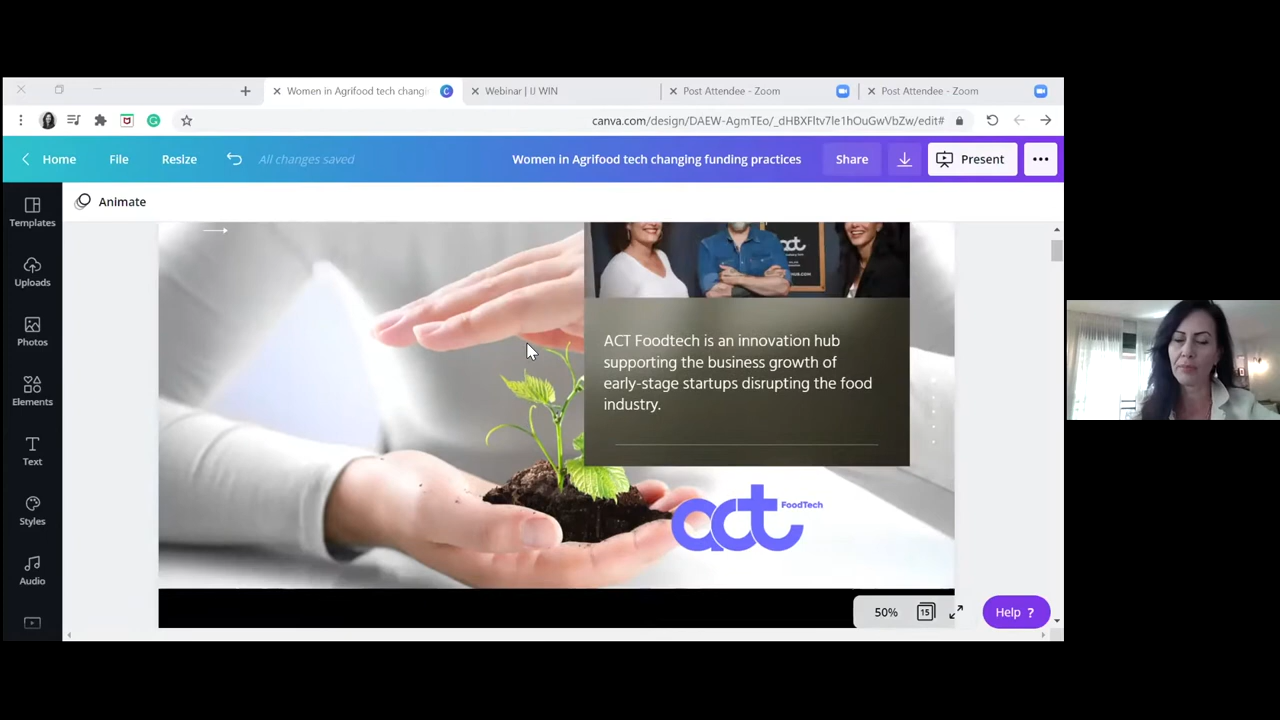 Women in Agrifood tech changi
Webinar | IJ WIN
Post Attendee - Zoom
Post Attendee - Zoom
canva.com/design/DAEW-AgmTEo/_dHBXFltv7le1hOuGwVbZw/edit#
Home
File
Resize
All changes saved
Women in Agrifood tech changing funding practices
Share
Present
Templates
Uploads
Photos
Elements
Text
Styles
Audio
Animate
act
ACT Foodtech is an innovation hub
supporting the business growth of
early-stage startups disrupting the food
industry.
act FoodTech
50%
15
Help ?